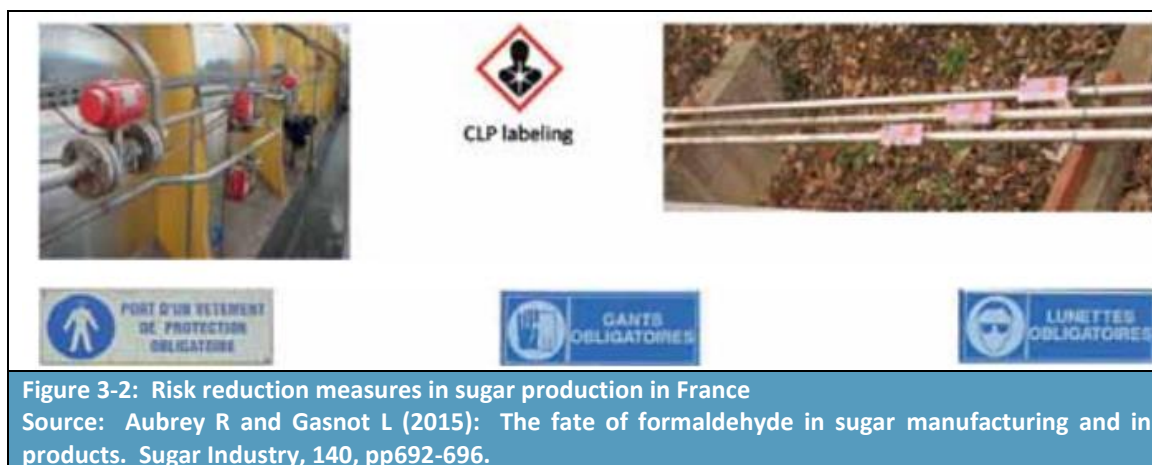 CLP labeling
PORT D'UN VETEMENT
DE PROTECTION
OBLIGATOIRE
GANTS
OBLIGATOIRES
LUNETTES
OBLIGATOIRES
Figure 3-2: Risk reduction measures in sugar production in France
Source: Aubrey R and Gasnot L (2015): The fate of formaldehyde in sugar manufacturing and in
products. Sugar Industry, 140, pp692-696.